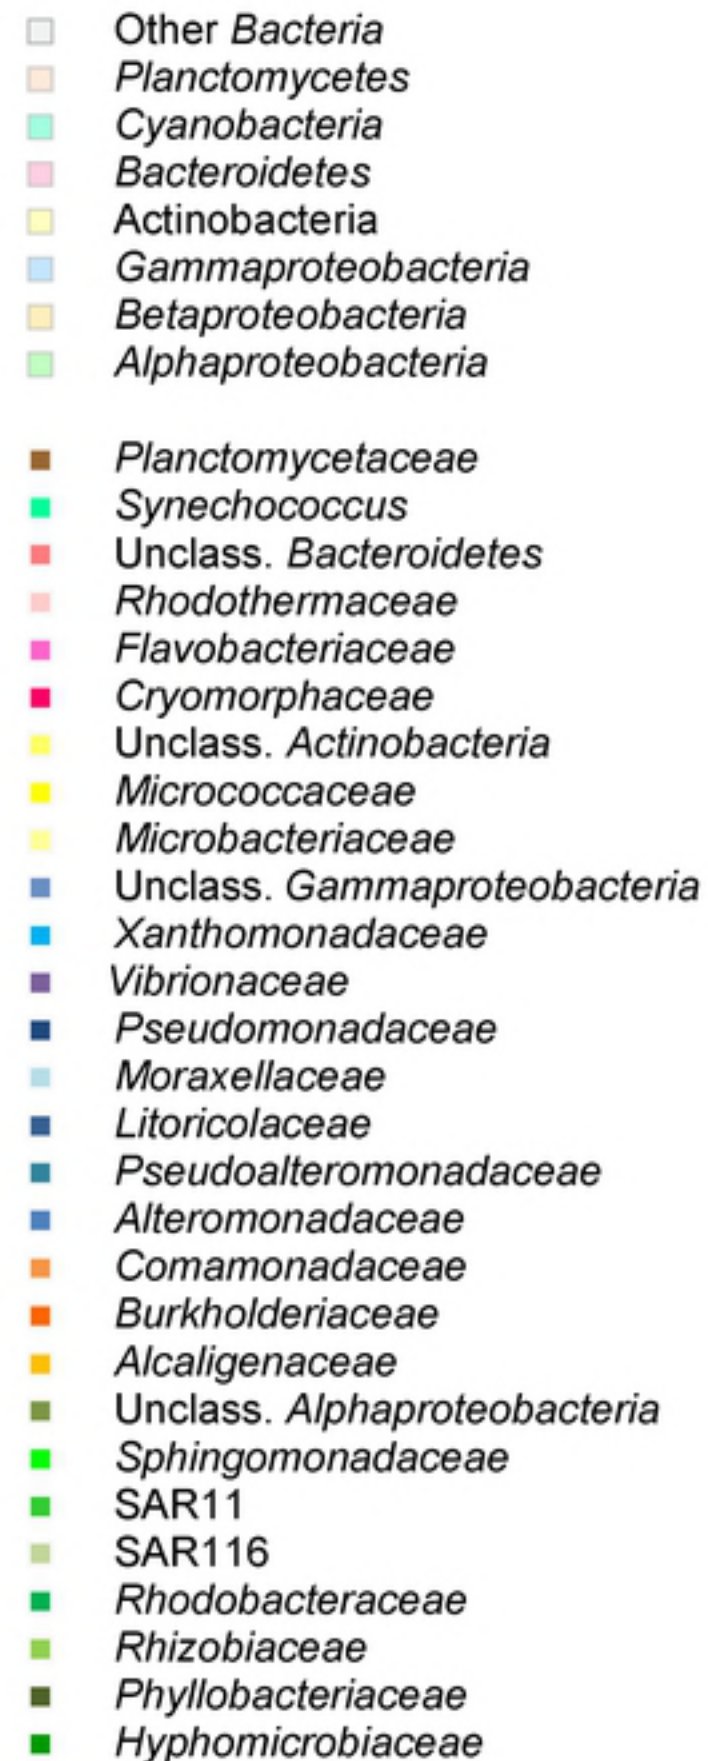 Other Bacteria
Planctomycetes
Cyanobacteria
Bacteroidetes
Actinobacteria
Gammaproteobacteria
Betaproteobacteria
Alphaproteobacteria
Planctomycetaceae
Synechococcus
Unclass. Bacteroidetes
Rhodothermaceae
Flavobacteriaceae
Cryomorphaceae
Unclass. Actinobacteria
Micrococcaceae
Microbacteriaceae
Unclass. Gammaproteobacteria
Xanthomonadaceae
Vibrionaceae
Pseudomonadaceae
Moraxellaceae
Litoricolaceae
Pseudoalteromonadaceae
Alteromonadaceae
Comamonadaceae
Burkholderiaceae
Alcaligenaceae
Unclass. Alphaproteobacteria
Sphingomonadaceae
SAR11
SAR116
Rhodobacteraceae
Rhizobiaceae
Phyllobacteriaceae
Hyphomicrobiaceae